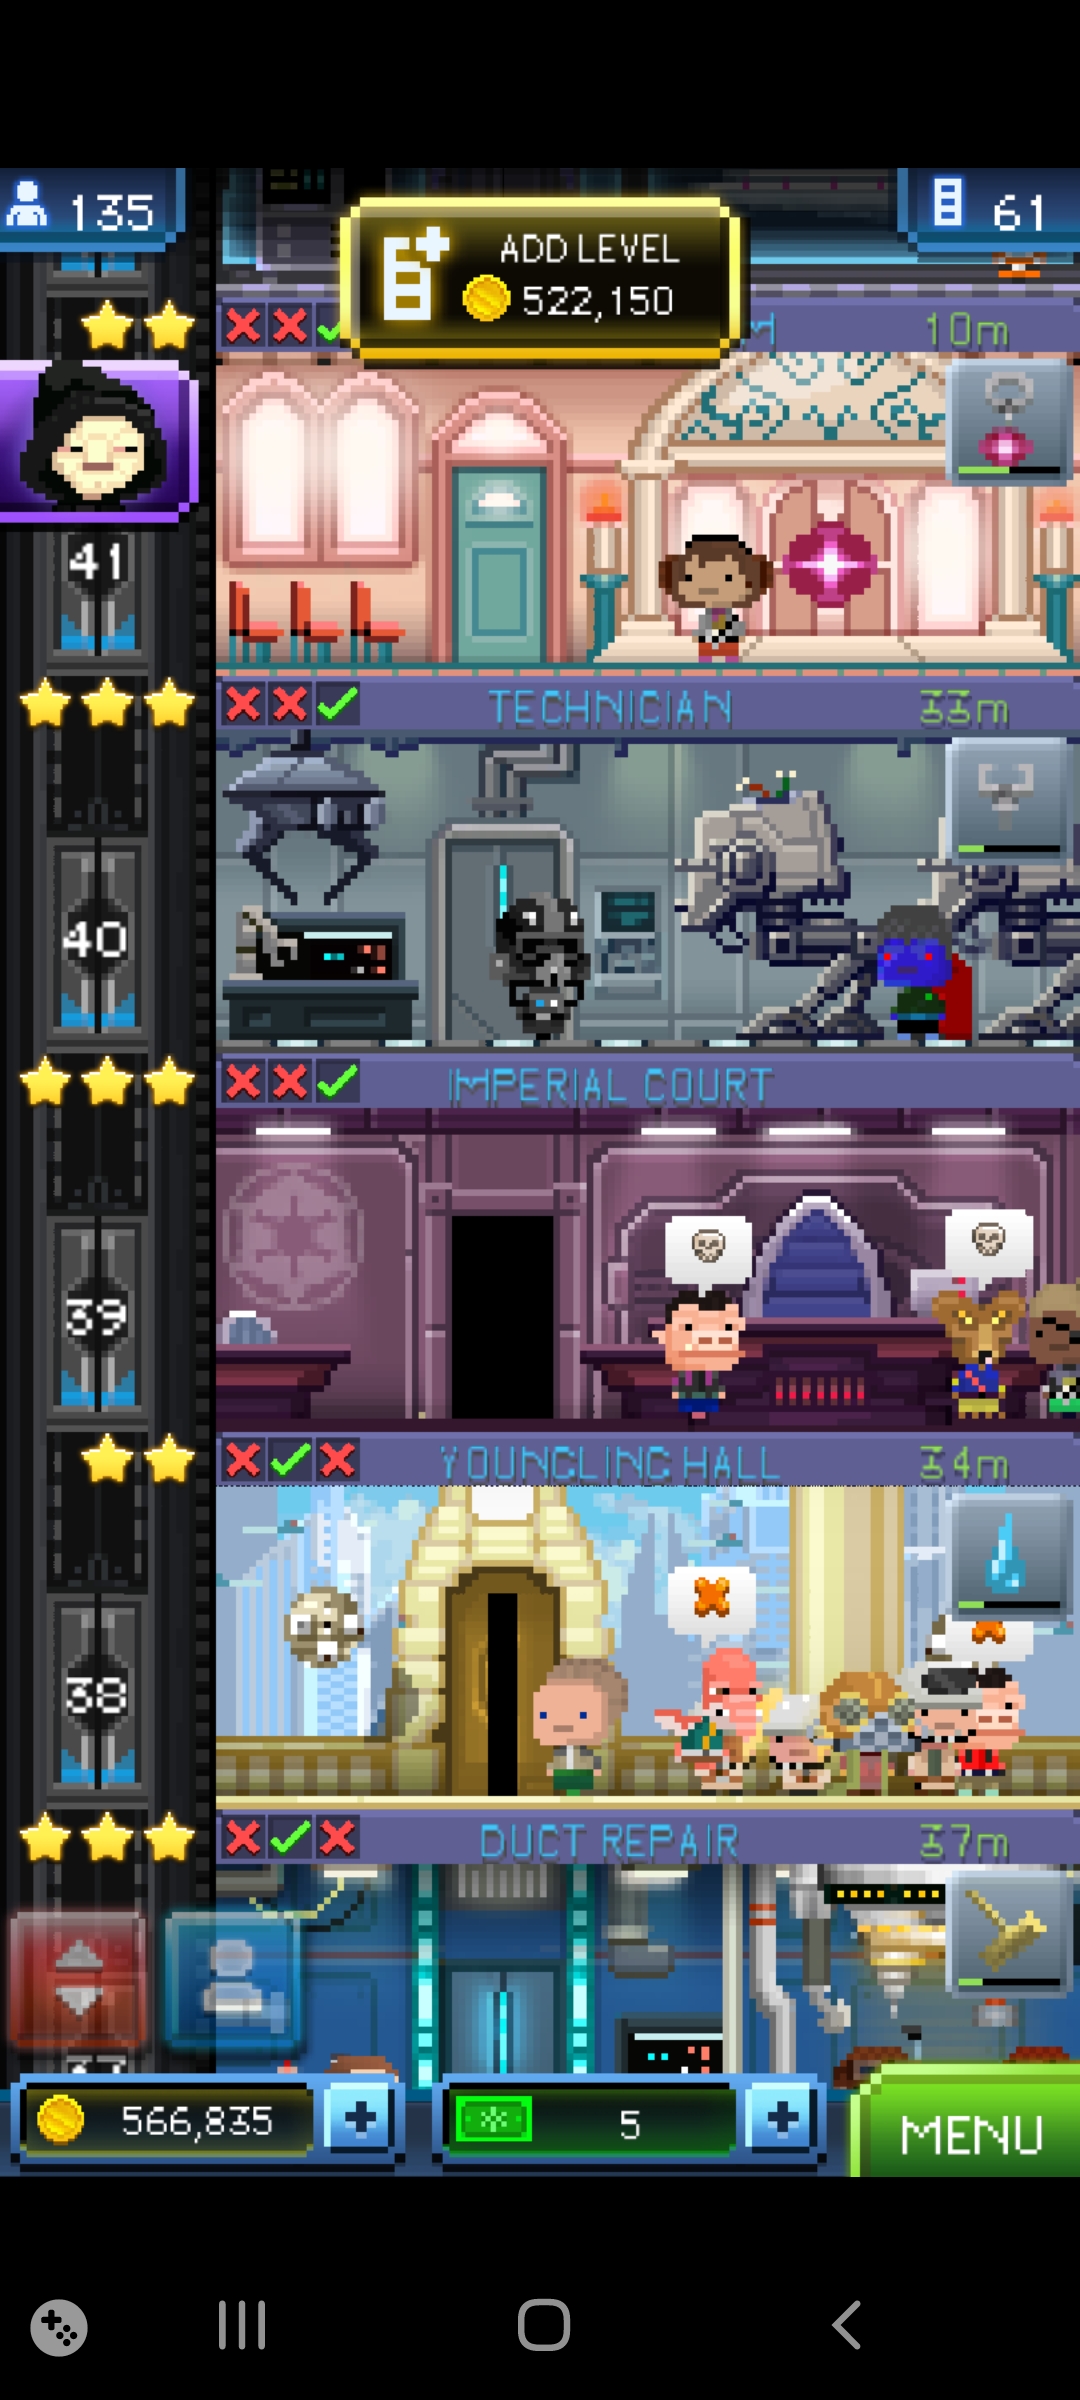 135
ADD LEVEL
522,150
61
10m
41
TECHNICIAN
33m
40
IMPERIAL COURT
39
YOUNGLING HALL
34m
38
DUCT REPAIR
37m
566,835
5
MENU